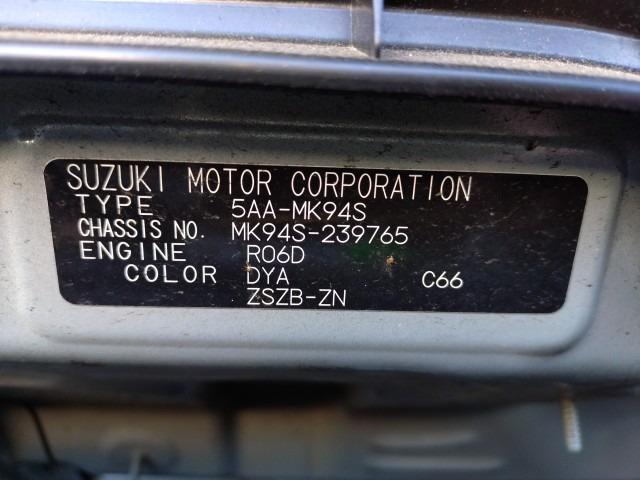 SUZUKI MOTOR CORPORATION
TYPE 5AA-MK94S
CHASSIS NO. MK94S-239765
ENGINE R06D
COLOR DYA C66
ZSZB-ZN